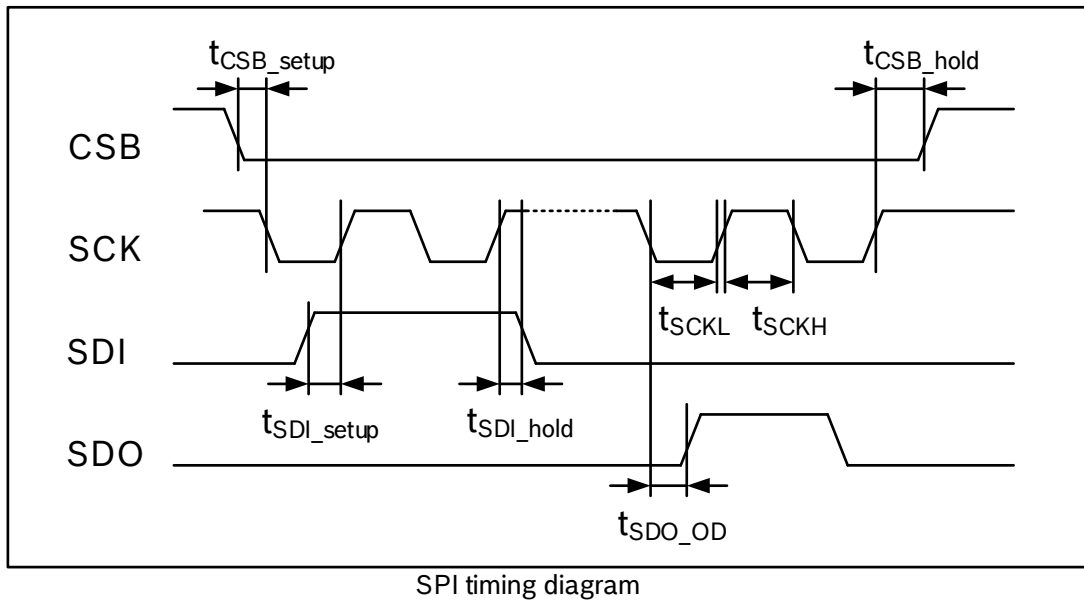 tCSB_setup
tCSB_hold
CSB
SCK
tSCKL
tSCKH
SDI
tSDI_setup
tSDI_hold
SDO
tSDO_OD
SPI timing diagram